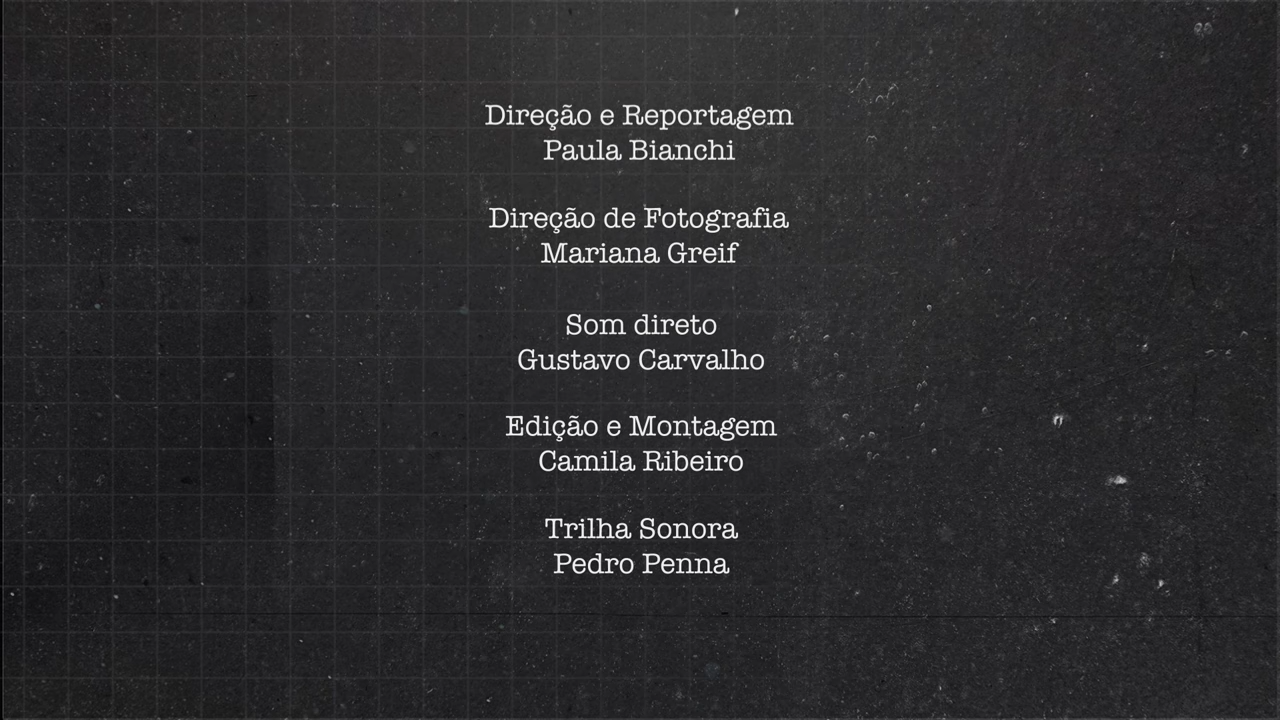 Direção e Reportagem
Paula Bianchi
Direção de Fotografia
Mariana Greif
Som direto
Gustavo Carvalho
Edição e Montagem
Camila Ribeiro
Trilha Sonora
Pedro Penna